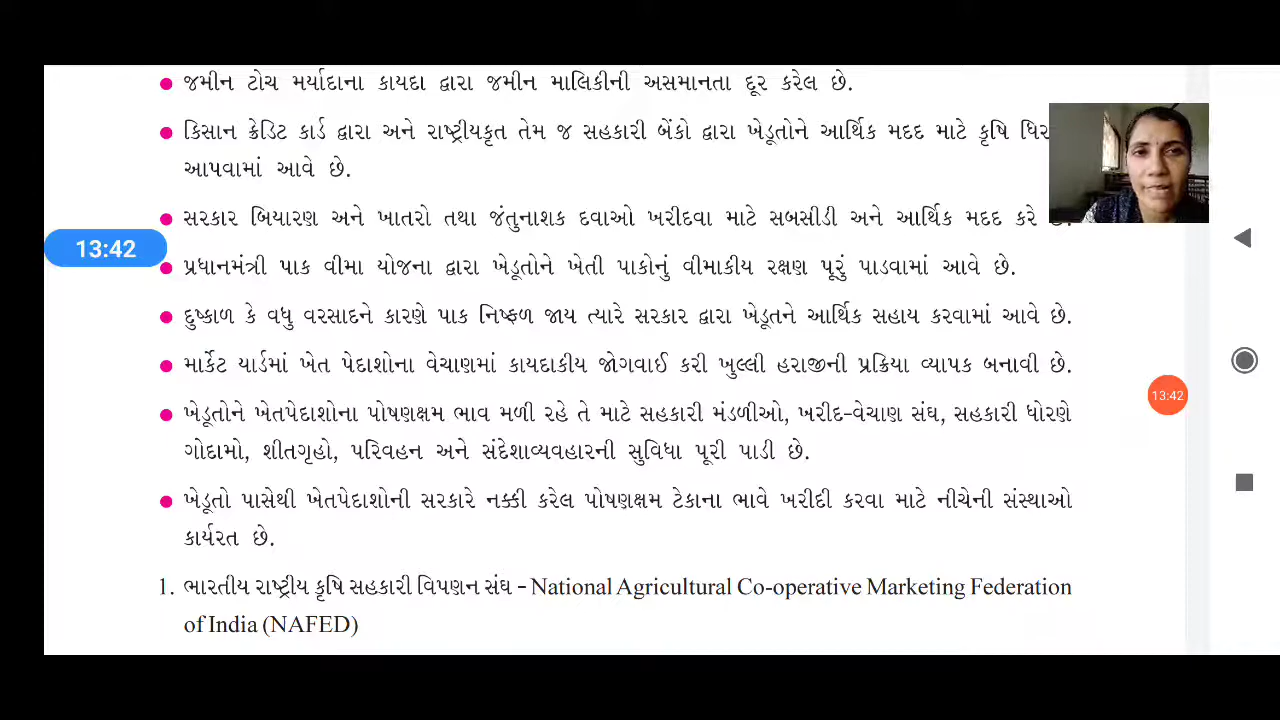 જમીન ટોચ મર્યાદાના કાયદા દ્વારા જમીન માલિકીની અસમાનતા દૂર કરેલ છે.
કિસાન ક્રેડિટ કાર્ડ દ્વારા અને રાષ્ટ્રીયકૃત તેમ જ સહકારી બેંકો દ્વારા ખેડૂતોને આર્થિક મદદ માટે કૃષિ
આપવામાં આવે છે.
સરકાર બિયારણ અને ખાતરો તથા જંતુનાશક દવાઓ ખરીદવા માટે સબસીડી અને આર્થિક મદદ કરે છે.
13:42
પ્રધાનમંત્રી પાક વીમા યોજના દ્વારા ખેડૂતોને ખેતી પાકોનું વીમાકીય રક્ષણ પૂરું પાડવામાં આવે છે.
દુષ્કાળ કે વધુ વરસાદને કારણે પાક નિષ્ફળ જાય ત્યારે સરકાર દ્વારા ખેડૂતને આર્થિક સહાય કરવામાં આવે છે.
માર્કેટ યાર્ડમાં ખેત પેદાશોના વેચાણમાં કાયદાકીય જોગવાઈ કરી ખુલ્લી હરાજીની પ્રક્રિયા વ્યાપક બનાવી છે.
13:42
ખેડૂતોને ખેતપેદાશોના પોષણક્ષમ ભાવ મળી રહે તે માટે સહકારી મંડળીઓ, ખરીદ-વેચાણ સંઘ, સહકારી ધોરણે
ગોદામો, શીતગૃહો, પરિવહન અને સંદેશાવ્યવહારની સુવિધા પૂરી પાડી છે.
ખેડૂતો પાસેથી ખેતપેદાશોની સરકારે નક્કી કરેલ પોષણક્ષમ ટેકાના ભાવે ખરીદી કરવા માટે નીચેની સંસ્થાઓ
કાર્યરત છે.
1. ભારતીય રાષ્ટ્રીય કૃષિ સહકારી વિપણન સંઘ - National Agricultural Co-operative Marketing Federation
of India (NAFED)